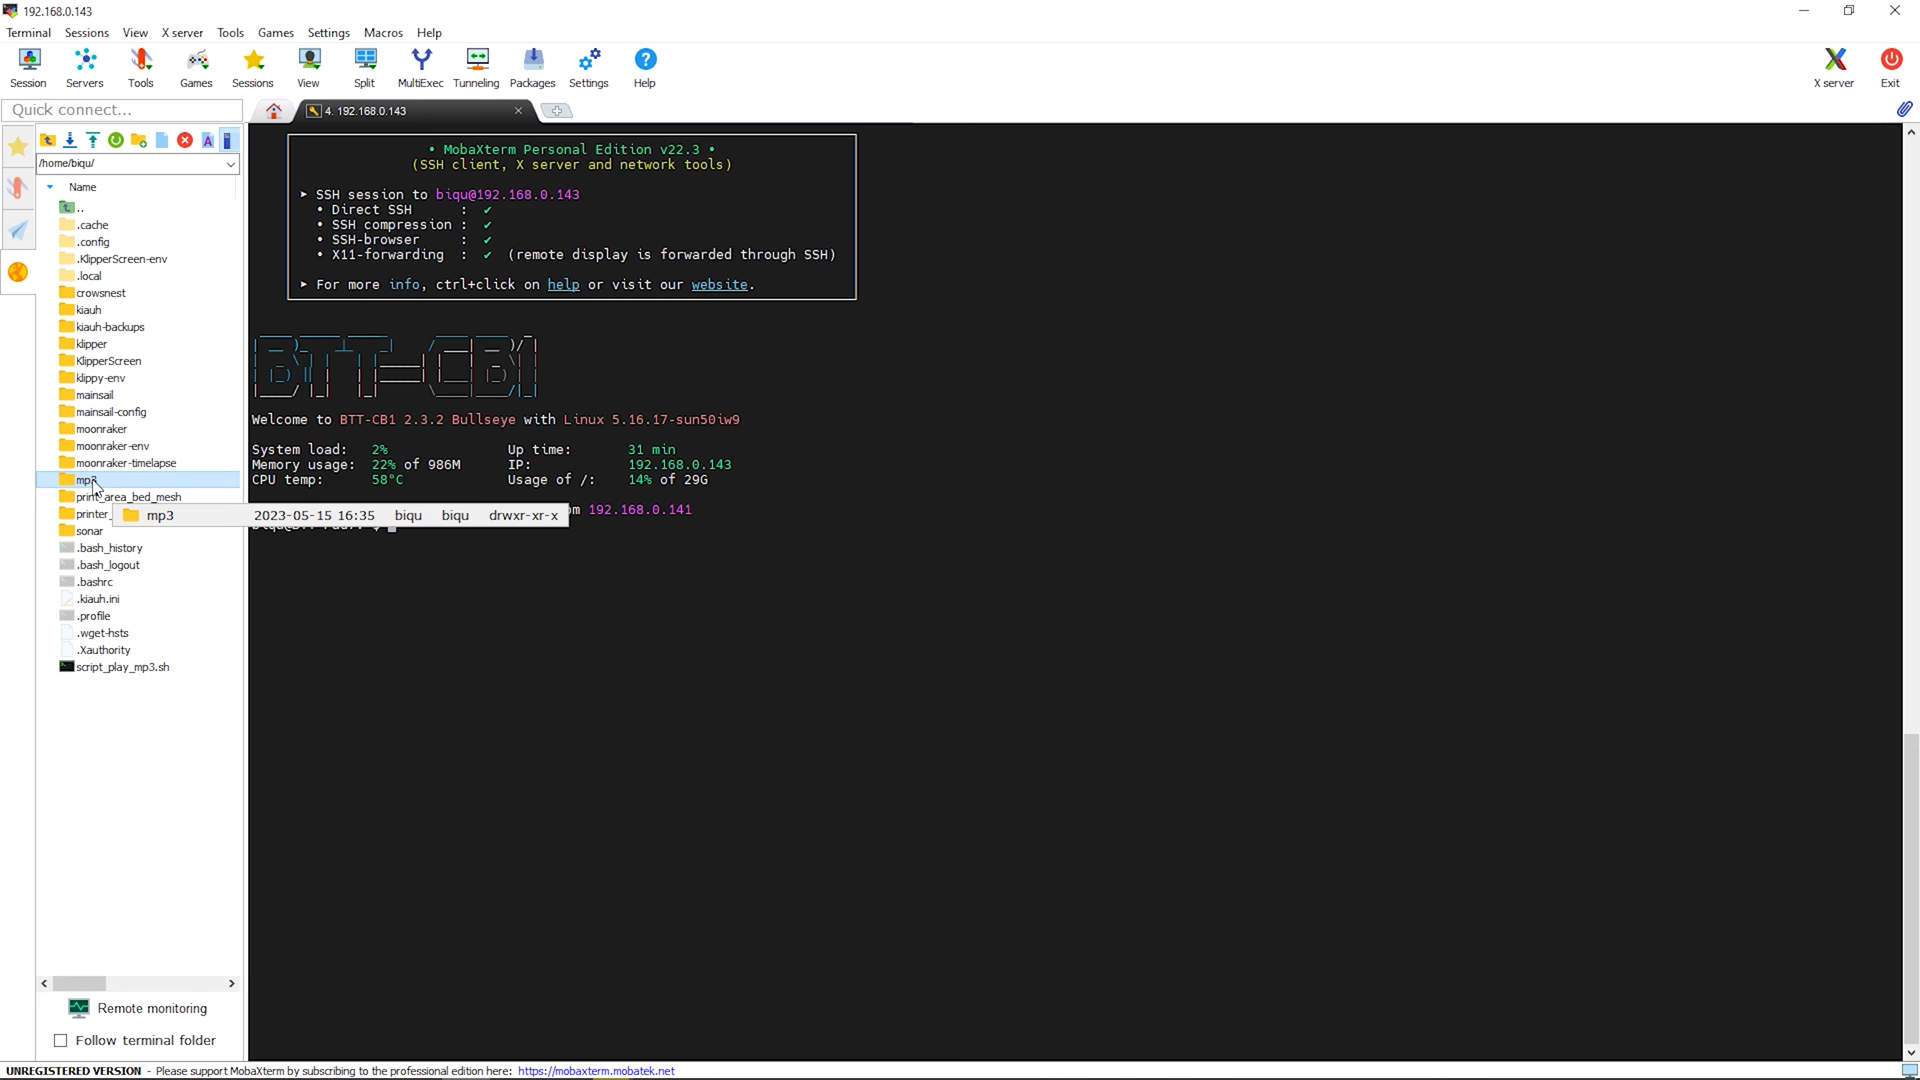 192.168.0.143
Terminal Sessions View X server Tools Games Settings Macros Help
Session Servers Tools Games Sessions View Split MultiExec Tunneling Packages Settings Help X server Exit
Quick connect...
4. 192.168.0.143
/home/biqu/
Name
..
.cache
.config
.KlipperScreen-env
.local
crowsnest
kiauh
kiauh-backups
klipper
KlipperScreen
klippy-env
mainsail
mainsail-config
moonraker
moonraker-env
moonraker-timelapse
mp3
print_area_bed_mesh
printer_
sonar
.bash_history
.bash_logout
.bashrc
.kiauh.ini
.profile
.wget-hsts
.Xauthority
script_play_mp3.sh
mp3 2023-05-15 16:35 biqu biqu drwxr-xr-x
Remote monitoring
Follow terminal folder
• MobaXterm Personal Edition v22.3 •
(SSH client, X server and network tools)
► SSH session to biqu@192.168.0.143
• Direct SSH : ✔
• SSH compression : ✔
• SSH-browser : ✔
• X11-forwarding : ✔ (remote display is forwarded through SSH)
► For more info, ctrl+click on help or visit our website.
BTT-CB1
Welcome to BTT-CB1 2.3.2 Bullseye with Linux 5.16.17-sun50iw9
System load: 2% Up time: 31 min
Memory usage: 22% of 986M IP: 192.168.0.143
CPU temp: 58°C Usage of /: 14% of 29G
m 192.168.0.141
UNREGISTERED VERSION - Please support MobaXterm by subscribing to the professional edition here: https://mobaxterm.mobatek.net